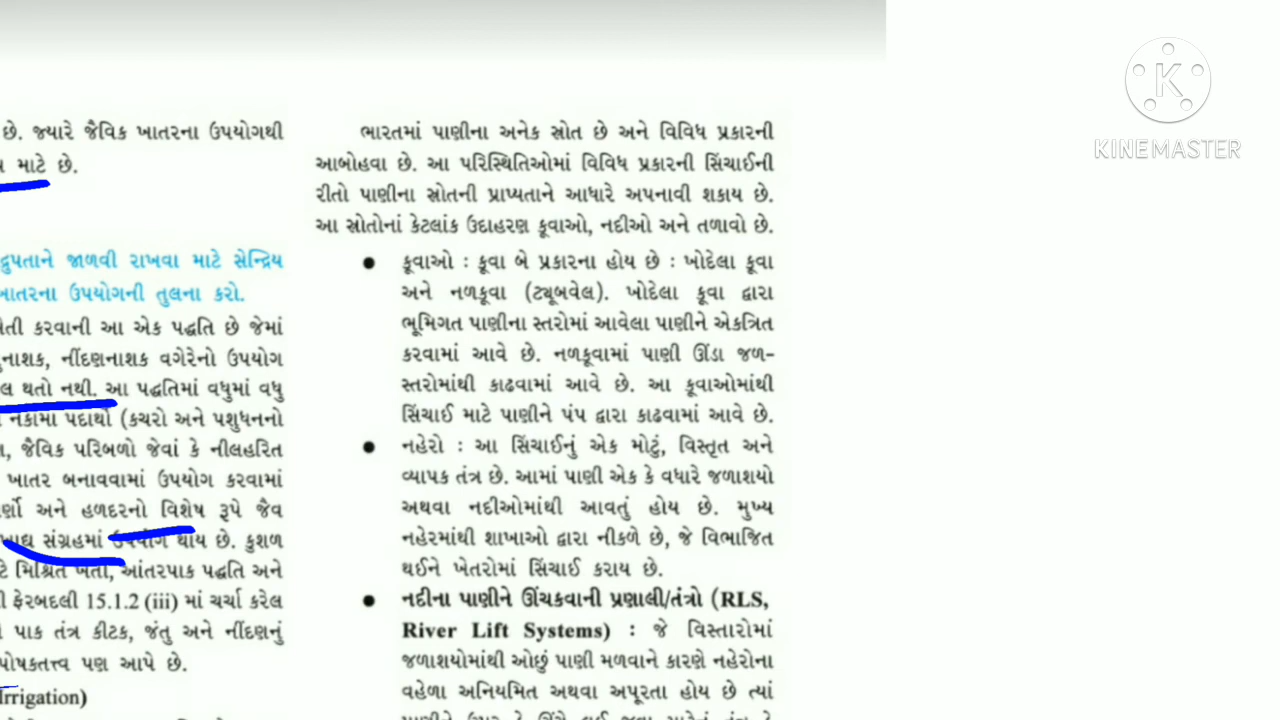 છે. જ્યારે જૈવિક ખાતરના ઉપયોગથી
માટે છે.
જાળવી રાખવા માટે સેન્દ્રિય
ખાતરના ઉપયોગની તુલના કરો.
ખેતી કરવાની આ એક પદ્ધતિ છે જેમાં
નીંદણનાશક વગેરેનો ઉપયોગ
થતો નથી. આ પદ્ધતિમાં વધુમાં વધુ
નકામા પદાર્થો (કચરો અને પશુધનનો
જૈવિક પરિબળો જેવાં કે નીલહરિત
ખાતર બનાવવામાં ઉપયોગ કરવામાં
અને હળદરનો વિશેષ રૂપે જૈવ
ખાદ્ય સંગ્રહમાં ઉપયોગ થાય છે. કુશળ
મિશ્રિત ખેતી, આંતરપાક પદ્ધતિ અને
ફેરબદલી 15.1.2 (iii) માં ચર્ચા કરેલ
પાક તંત્ર કીટક, જંતુ અને નીંદણનું
પોષકતત્ત્વ પણ આપે છે.
Irrigation)
ભારતમાં પાણીના અનેક સ્રોત છે અને વિવિધ પ્રકારની
આબોહવા છે. આ પરિસ્થિતિઓમાં વિવિધ પ્રકારની સિંચાઈની
રીતો પાણીના સ્રોતની પ્રાપ્યતાને આધારે અપનાવી શકાય છે.
આ સ્રોતોનાં કેટલાંક ઉદાહરણ કૂવાઓ, નદીઓ અને તળાવો છે.
● કૂવાઓ : કૂવા બે પ્રકારના હોય છે : ખોદેલા કૂવા
અને નળકૂવા (ટ્યૂબવેલ). ખોદેલા કૂવા દ્વારા
ભૂમિગત પાણીના સ્તરોમાં આવેલા પાણીને એકત્રિત
કરવામાં આવે છે. નળકૂવામાં પાણી ઊંડા જળ-
સ્તરોમાંથી કાઢવામાં આવે છે. આ કૂવાઓમાંથી
સિંચાઈ માટે પાણીને પંપ દ્વારા કાઢવામાં આવે છે.
● નહેરો : આ સિંચાઈનું એક મોટું, વિસ્તૃત અને
વ્યાપક તંત્ર છે. આમાં પાણી એક કે વધારે જળાશયો
અથવા નદીઓમાંથી આવતું હોય છે. મુખ્ય
નહેરમાંથી શાખાઓ દ્વારા નીકળે છે, જે વિભાજિત
થઈને ખેતરોમાં સિંચાઈ કરાય છે.
● નદીના પાણીને ઊંચકવાની પ્રણાલી/તંત્રો (RLS,
River Lift Systems) : જે વિસ્તારોમાં
જળાશયોમાંથી ઓછું પાણી મળવાને કારણે નહેરોના
વહેળા અનિયમિત અથવા અપૂરતા હોય છે ત્યાં
KINEMASTER